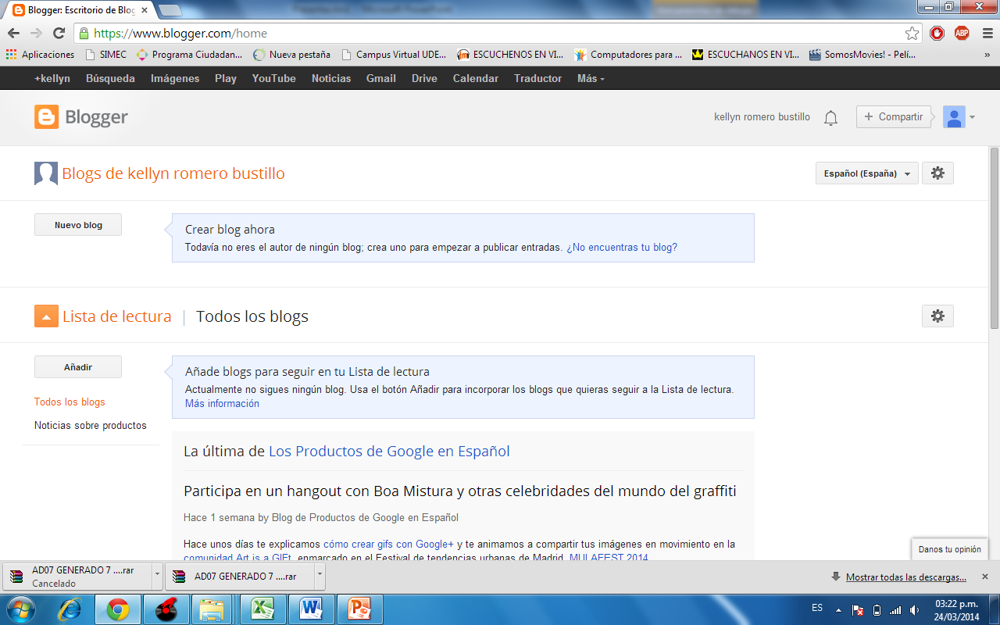 Blogger: Escritorio de Blog
https://www.blogger.com/home
Aplicaciones SIMEC Programa Ciudadan... Nueva pestaña Campus Virtual UDE... ESCUCHENOS EN VI... Computadores para ... ESCUCHANOS EN VI... SomosMovies! - Pelí... »
+kellyn Búsqueda Imágenes Play YouTube Noticias Gmail Drive Calendar Traductor Más
Blogger kellyn romero bustillo + Compartir
Blogs de kellyn romero bustillo Español (España)
Nuevo blog
Crear blog ahora
Todavía no eres el autor de ningún blog; crea uno para empezar a publicar entradas. ¿No encuentras tu blog?
Lista de lectura | Todos los blogs
Añadir
Añade blogs para seguir en tu Lista de lectura
Actualmente no sigues ningún blog. Usa el botón Añadir para incorporar los blogs que quieras seguir a la Lista de lectura.
Más información
Todos los blogs
Noticias sobre productos
La última de Los Productos de Google en Español
Participa en un hangout con Boa Mistura y otras celebridades del mundo del graffiti
Hace 1 semana by Blog de Productos de Google en Español
Hace unos días te explicamos cómo crear gifs con Google+ y te animamos a compartir tus imágenes en movimiento en la
comunidad Art is a GIFt, enmarcado en el Festival de tendencias urbanas de Madrid, MULAFEST 2014
Danos tu opinión
AD07 GENERADO 7 ....rar
Cancelado
AD07 GENERADO 7 ....rar
Mostrar todas las descargas...
ES
03:22 p.m.
24/03/2014